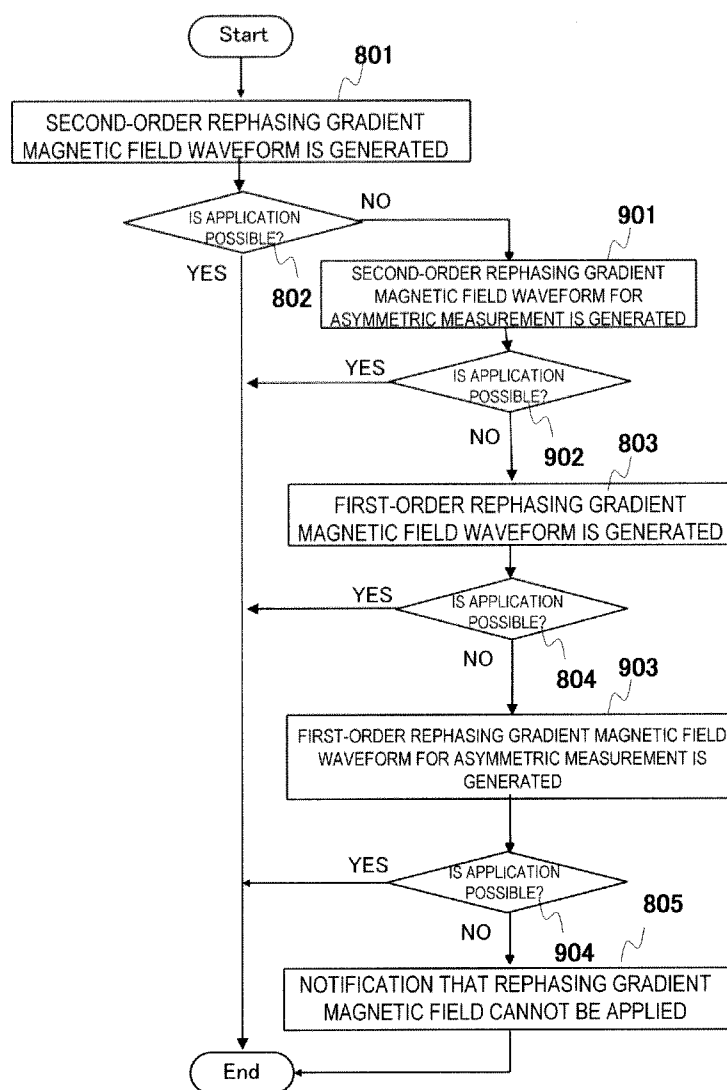 Start
801
SECOND-ORDER REPHASING GRADIENT
MAGNETIC FIELD WAVEFORM IS GENERATED
NO
IS APPLICATION
POSSIBLE?
YES
802
901
SECOND-ORDER REPHASING GRADIENT
MAGNETIC FIELD WAVEFORM FOR
ASYMMETRIC MEASUREMENT IS GENERATED
YES
IS APPLICATION
POSSIBLE?
NO
902
803
FIRST-ORDER REPHASING GRADIENT
MAGNETIC FIELD WAVEFORM IS GENERATED
YES
IS APPLICATION
POSSIBLE?
NO
804
903
FIRST-ORDER REPHASING GRADIENT MAGNETIC FIELD
WAVEFORM FOR ASYMMETRIC MEASUREMENT IS
GENERATED
YES
IS APPLICATION
POSSIBLE?
NO
904
805
NOTIFICATION THAT REPHASING GRADIENT
MAGNETIC FIELD CANNOT BE APPLIED
End